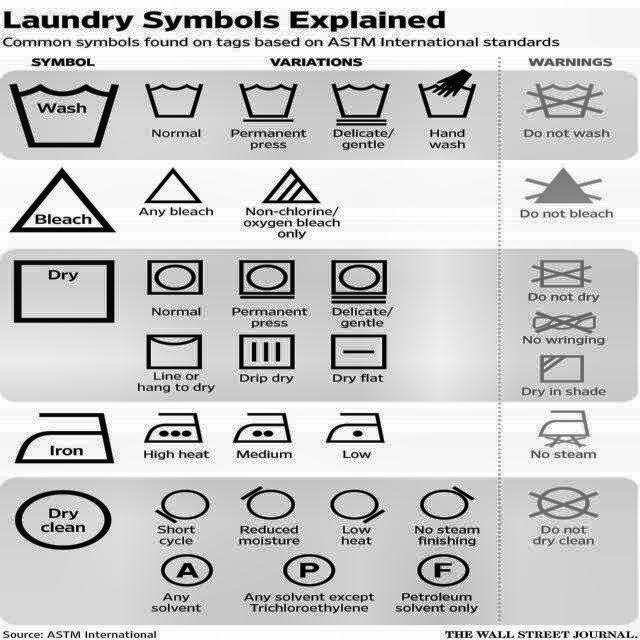 Laundry Symbols Explained
Common symbols found on tags based on ASTM International standards
SYMBOL VARIATIONS WARNINGS
Wash
Normal
Permanent
press
Delicate/
gentle
Hand
wash
Do not wash
Bleach
Any bleach
Non-chlorine/
oxygen bleach
only
Do not bleach
Dry
Normal
Permanent
press
Delicate/
gentle
Do not dry
No wringing
Line or
hang to dry
Drip dry
Dry flat
Dry in shade
Iron
High heat
Medium
Low
No steam
Dry
clean
Short
cycle
Reduced
moisture
Low
heat
No steam
finishing
Do not
dry clean
A
Any
solvent
P
Any solvent except
Trichloroethylene
F
Petroleum
solvent only
Source: ASTM International
THE WALL STREET JOURNAL.